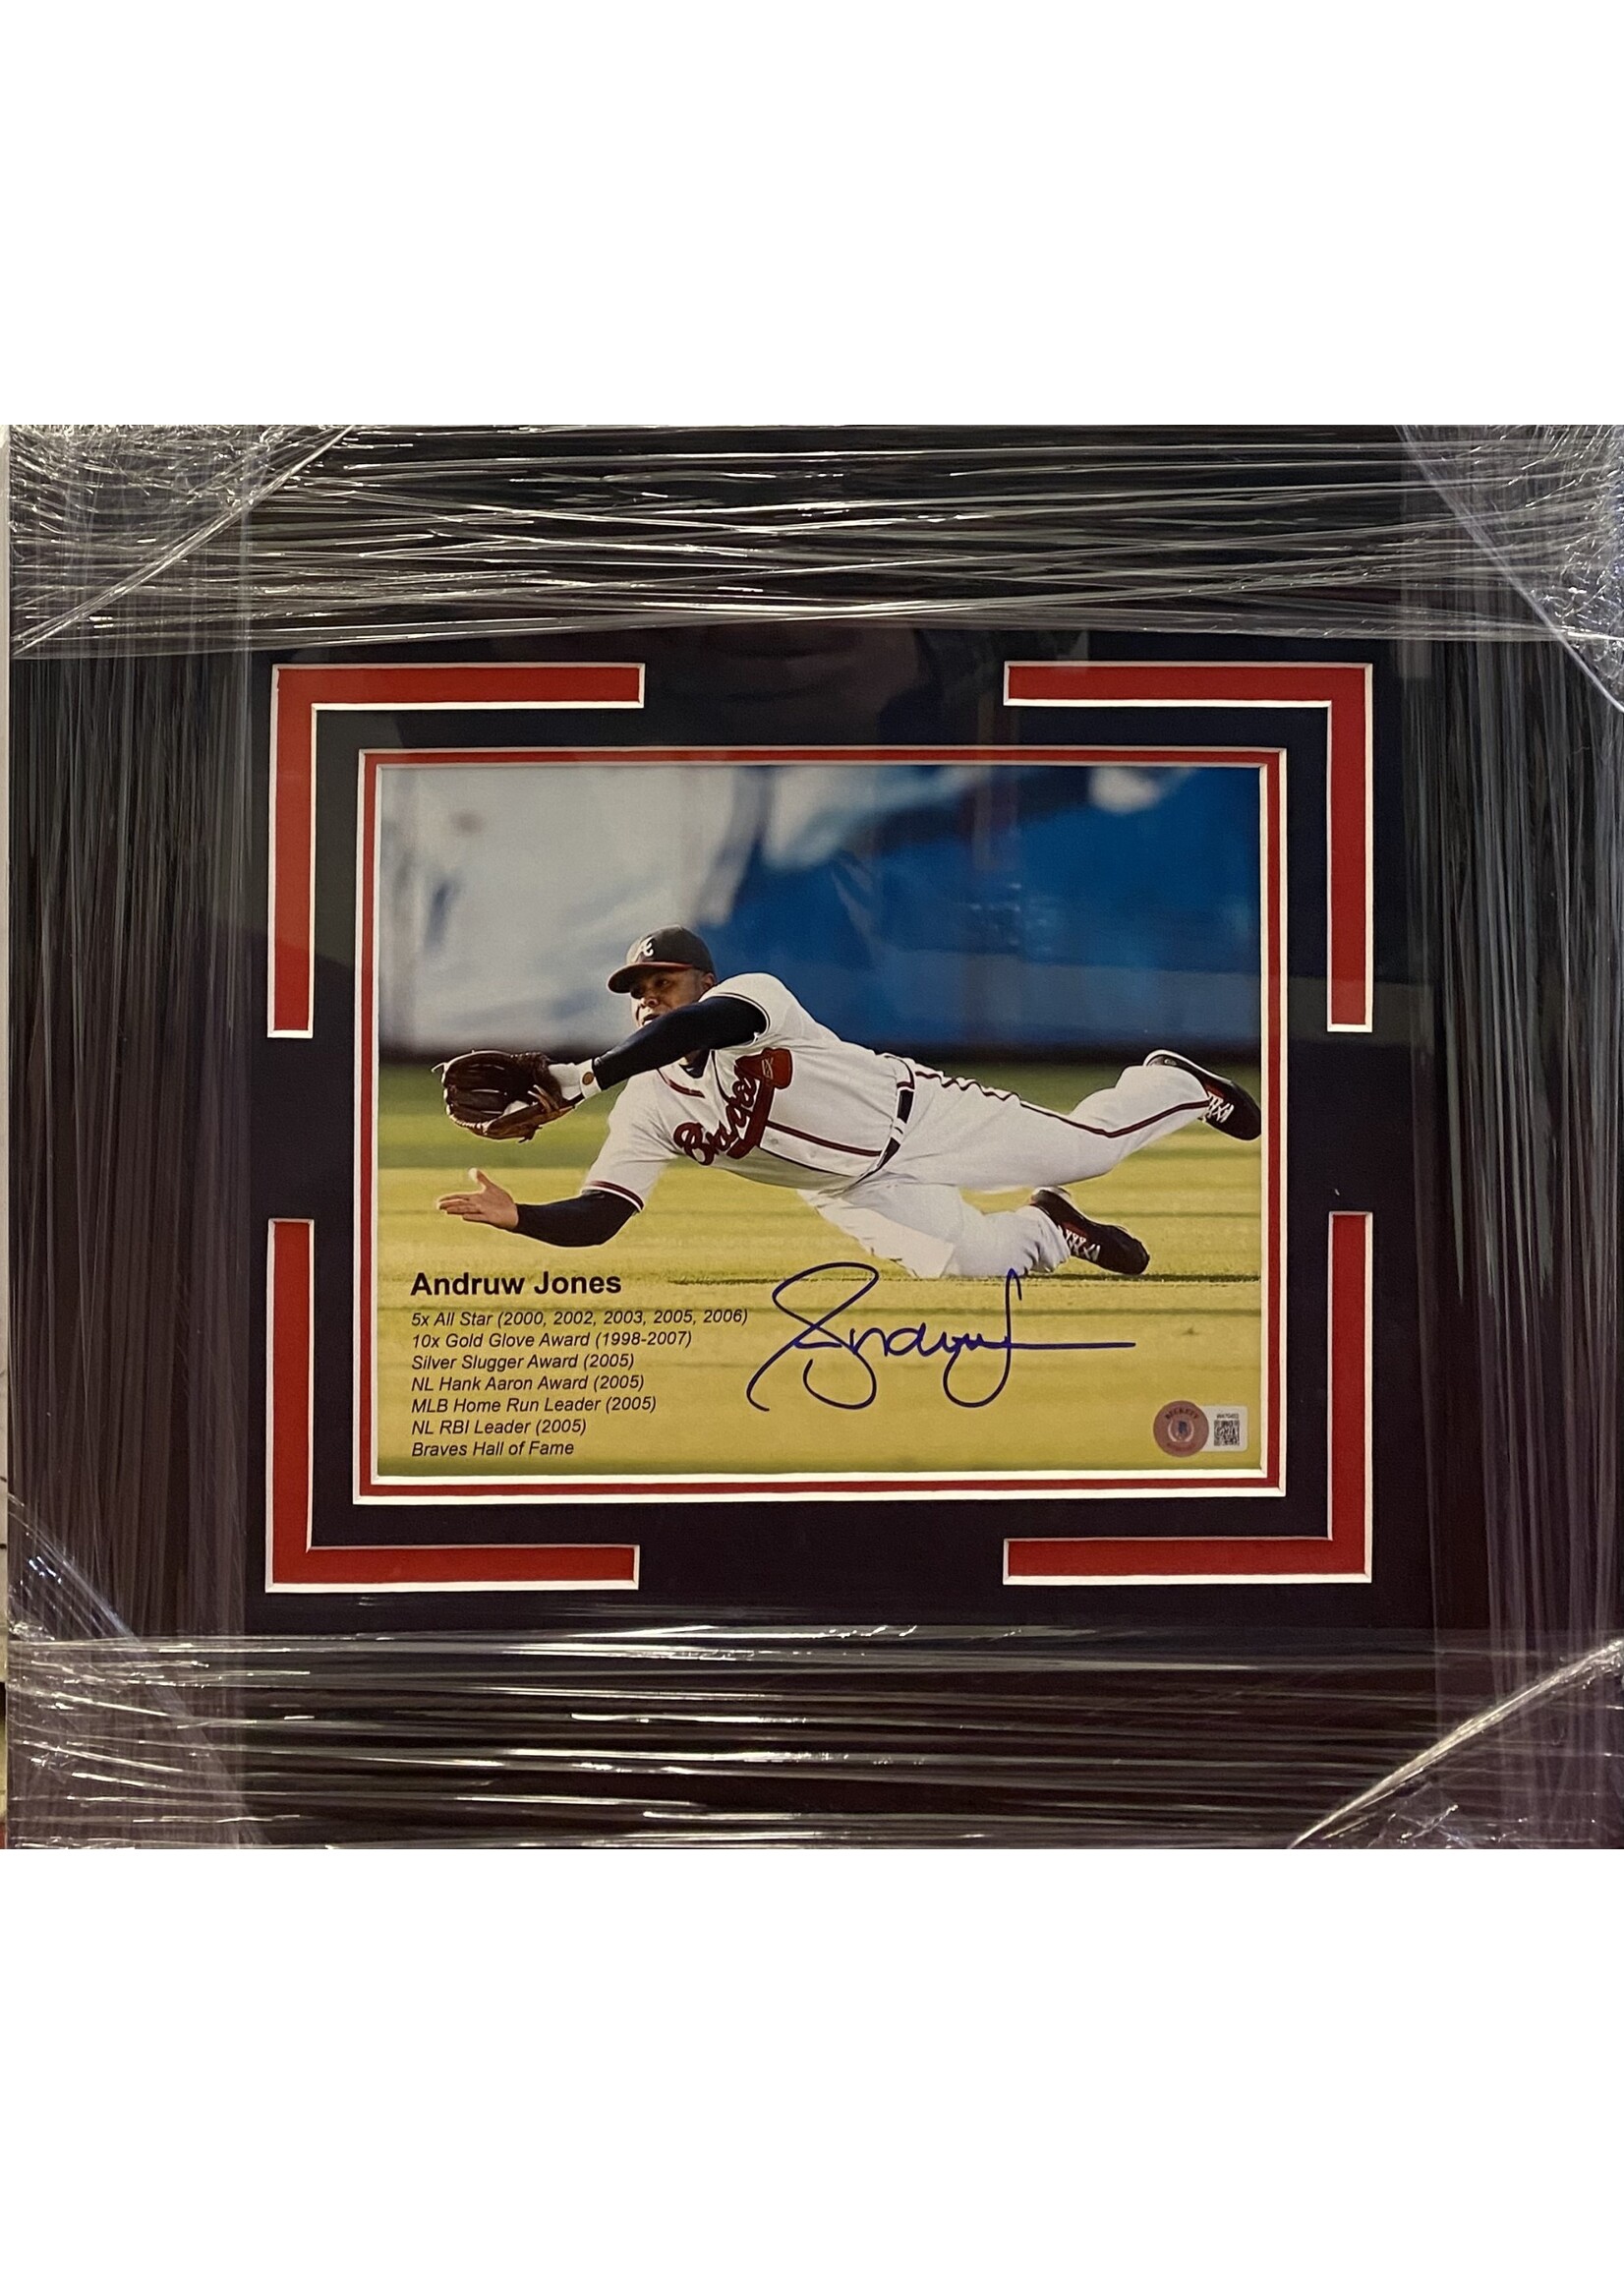 A
Braves
Andruw Jones
5x All Star (2000, 2002, 2003, 2005, 2006)
10x Gold Glove Award (1998-2007)
Silver Slugger Award (2005)
NL Hank Aaron Award (2005)
MLB Home Run Leader (2005)
NL RBI Leader (2005)
Braves Hall of Fame
BECKETT